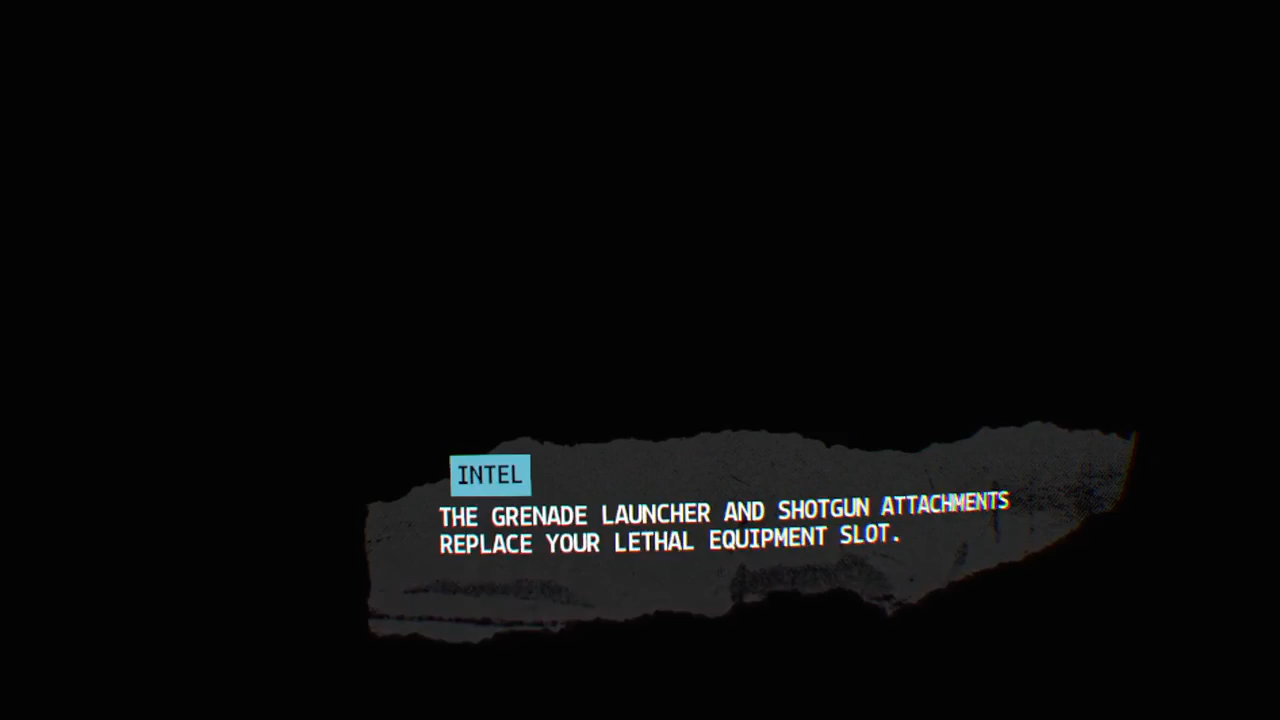 INTEL
THE GRENADE LAUNCHER AND SHOTGUN ATTACHMENTS
REPLACE YOUR LETHAL EQUIPMENT SLOT.